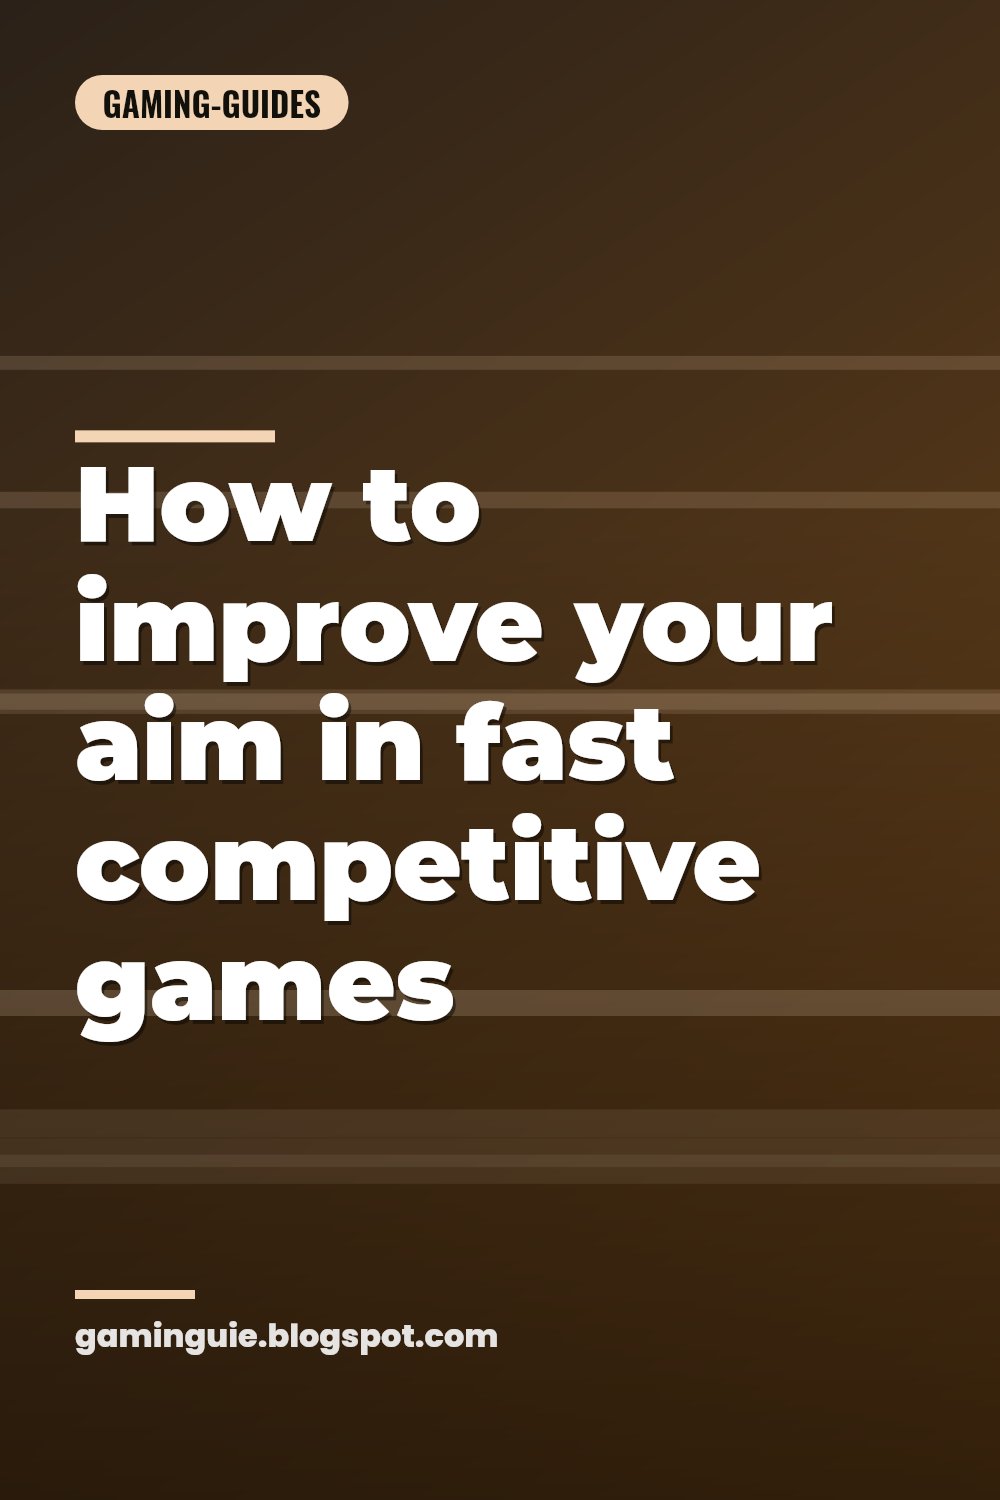 GAMING-GUIDES
How to
improve your
aim in fast
competitive
games
gaminguie.blogspot.com